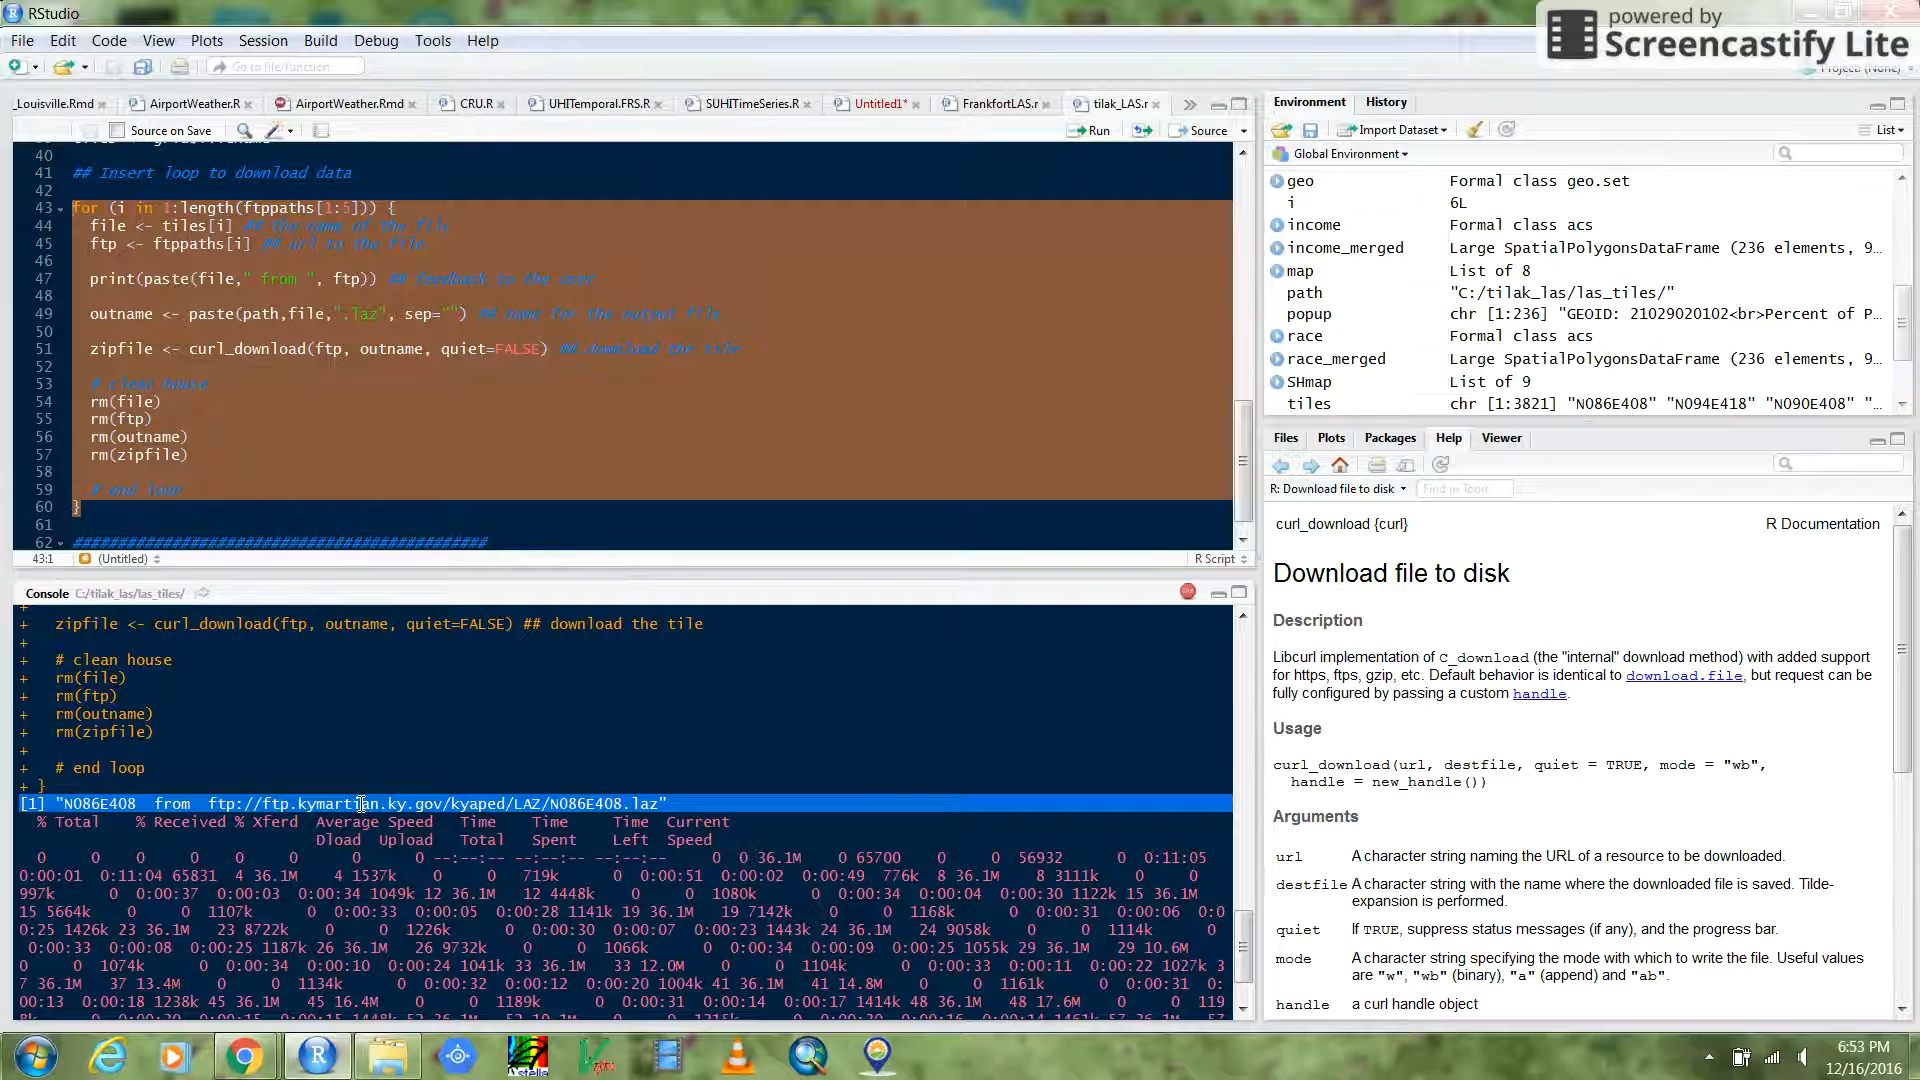 RStudio
powered by
Screencastify Lite
File Edit Code View Plots Session Build Debug Tools Help
Go to file/function
Project: (None)
_Louisville.Rmd AirportWeather.R AirportWeather.Rmd CRU.R UHITemporal.FRS.R SUHITimeSeries.R Untitled1* FrankfortLAS.r tilak_LAS.r
Source on Save Run Source
40
41 ## Insert loop to download data
42
43 for (i in 1:length(ftppaths[1:5])) {
44 file <- tiles[i] ## the name of the file
45 ftp <- ftppaths[i] ## url to the file
46
47 print(paste(file," from ", ftp)) ## feedback to the user
48
49 outname <- paste(path,file,".laz", sep="") ## name for the output file
50
51 zipfile <- curl_download(ftp, outname, quiet=FALSE) ## download the tile
52
53 # clean house
54 rm(file)
55 rm(ftp)
56 rm(outname)
57 rm(zipfile)
58
59 # end loop
60 }
61
62 ##############################################
43:1 (Untitled) R Script
Console C:/tilak_las/las_tiles/
+
+ zipfile <- curl_download(ftp, outname, quiet=FALSE) ## download the tile
+
+ # clean house
+ rm(file)
+ rm(ftp)
+ rm(outname)
+ rm(zipfile)
+
+ # end loop
+ }
[1] "N086E408  from  ftp://ftp.kymartian.ky.gov/kyaped/LAZ/N086E408.laz"
% Total % Received % Xferd Average Speed Time Time Time Current
Dload Upload Total Spent Left Speed
0 0 0 0 0 0 0 0 --:--:-- --:--:-- --:--:-- 0 0 36.1M 0 65700 0 0 56932 0 0:11:05
0:00:01 0:11:04 65831 4 36.1M 4 1537k 0 0 719k 0 0:00:51 0:00:02 0:00:49 776k 8 36.1M 8 3111k 0 0
997k 0 0:00:37 0:00:03 0:00:34 1049k 12 36.1M 12 4448k 0 0 1080k 0 0:00:34 0:00:04 0:00:30 1122k 15 36.1M
15 5664k 0 0 1107k 0 0:00:33 0:00:05 0:00:28 1141k 19 36.1M 19 7142k 0 0 1168k 0 0:00:31 0:00:06 0:0
0:25 1426k 23 36.1M 23 8722k 0 0 1226k 0 0:00:30 0:00:07 0:00:23 1443k 24 36.1M 24 9058k 0 0 1114k
0 0:00:33 0:00:08 0:00:25 1187k 26 36.1M 26 9732k 0 0 1066k 0 0:00:34 0:00:09 0:00:25 1055k 29 36.1M 29 10.6M
0 0 1074k 0 0:00:34 0:00:10 0:00:24 1041k 33 36.1M 33 12.0M 0 0 1104k 0 0:00:33 0:00:11 0:00:22 1027k 3
7 36.1M 37 13.4M 0 0 1134k 0 0:00:32 0:00:12 0:00:20 1004k 41 36.1M 41 14.8M 0 0 1161k 0 0:00:31 0:
00:13 0:00:18 1238k 45 36.1M 45 16.4M 0 0 1189k 0 0:00:31 0:00:14 0:00:17 1414k 48 36.1M 48 17.6M 0 0 119
Environment History
Import Dataset List
Global Environment
geo Formal class geo.set
i 6L
income Formal class acs
income_merged Large SpatialPolygonsDataFrame (236 elements, 9…
map List of 8
path "C:/tilak_las/las_tiles/"
popup chr [1:236] "GEOID: 21029020102<br>Percent of P…
race Formal class acs
race_merged Large SpatialPolygonsDataFrame (236 elements, 9…
SHmap List of 9
tiles chr [1:3821] "N086E408" "N094E418" "N090E408" "…
Files Plots Packages Help Viewer
R: Download file to disk Find in Topic
curl_download {curl} R Documentation
Download file to disk
Description
Libcurl implementation of C_download (the "internal" download method) with added support
for https, ftps, gzip, etc. Default behavior is identical to download.file, but request can be
fully configured by passing a custom handle.
Usage
curl_download(url, destfile, quiet = TRUE, mode = "wb",
handle = new_handle())
Arguments
url A character string naming the URL of a resource to be downloaded.
destfile A character string with the name where the downloaded file is saved. Tilde-
expansion is performed.
quiet If TRUE, suppress status messages (if any), and the progress bar.
mode A character string specifying the mode with which to write the file. Useful values
are "w", "wb" (binary), "a" (append) and "ab".
handle a curl handle object
stella
6:53 PM
12/16/2016